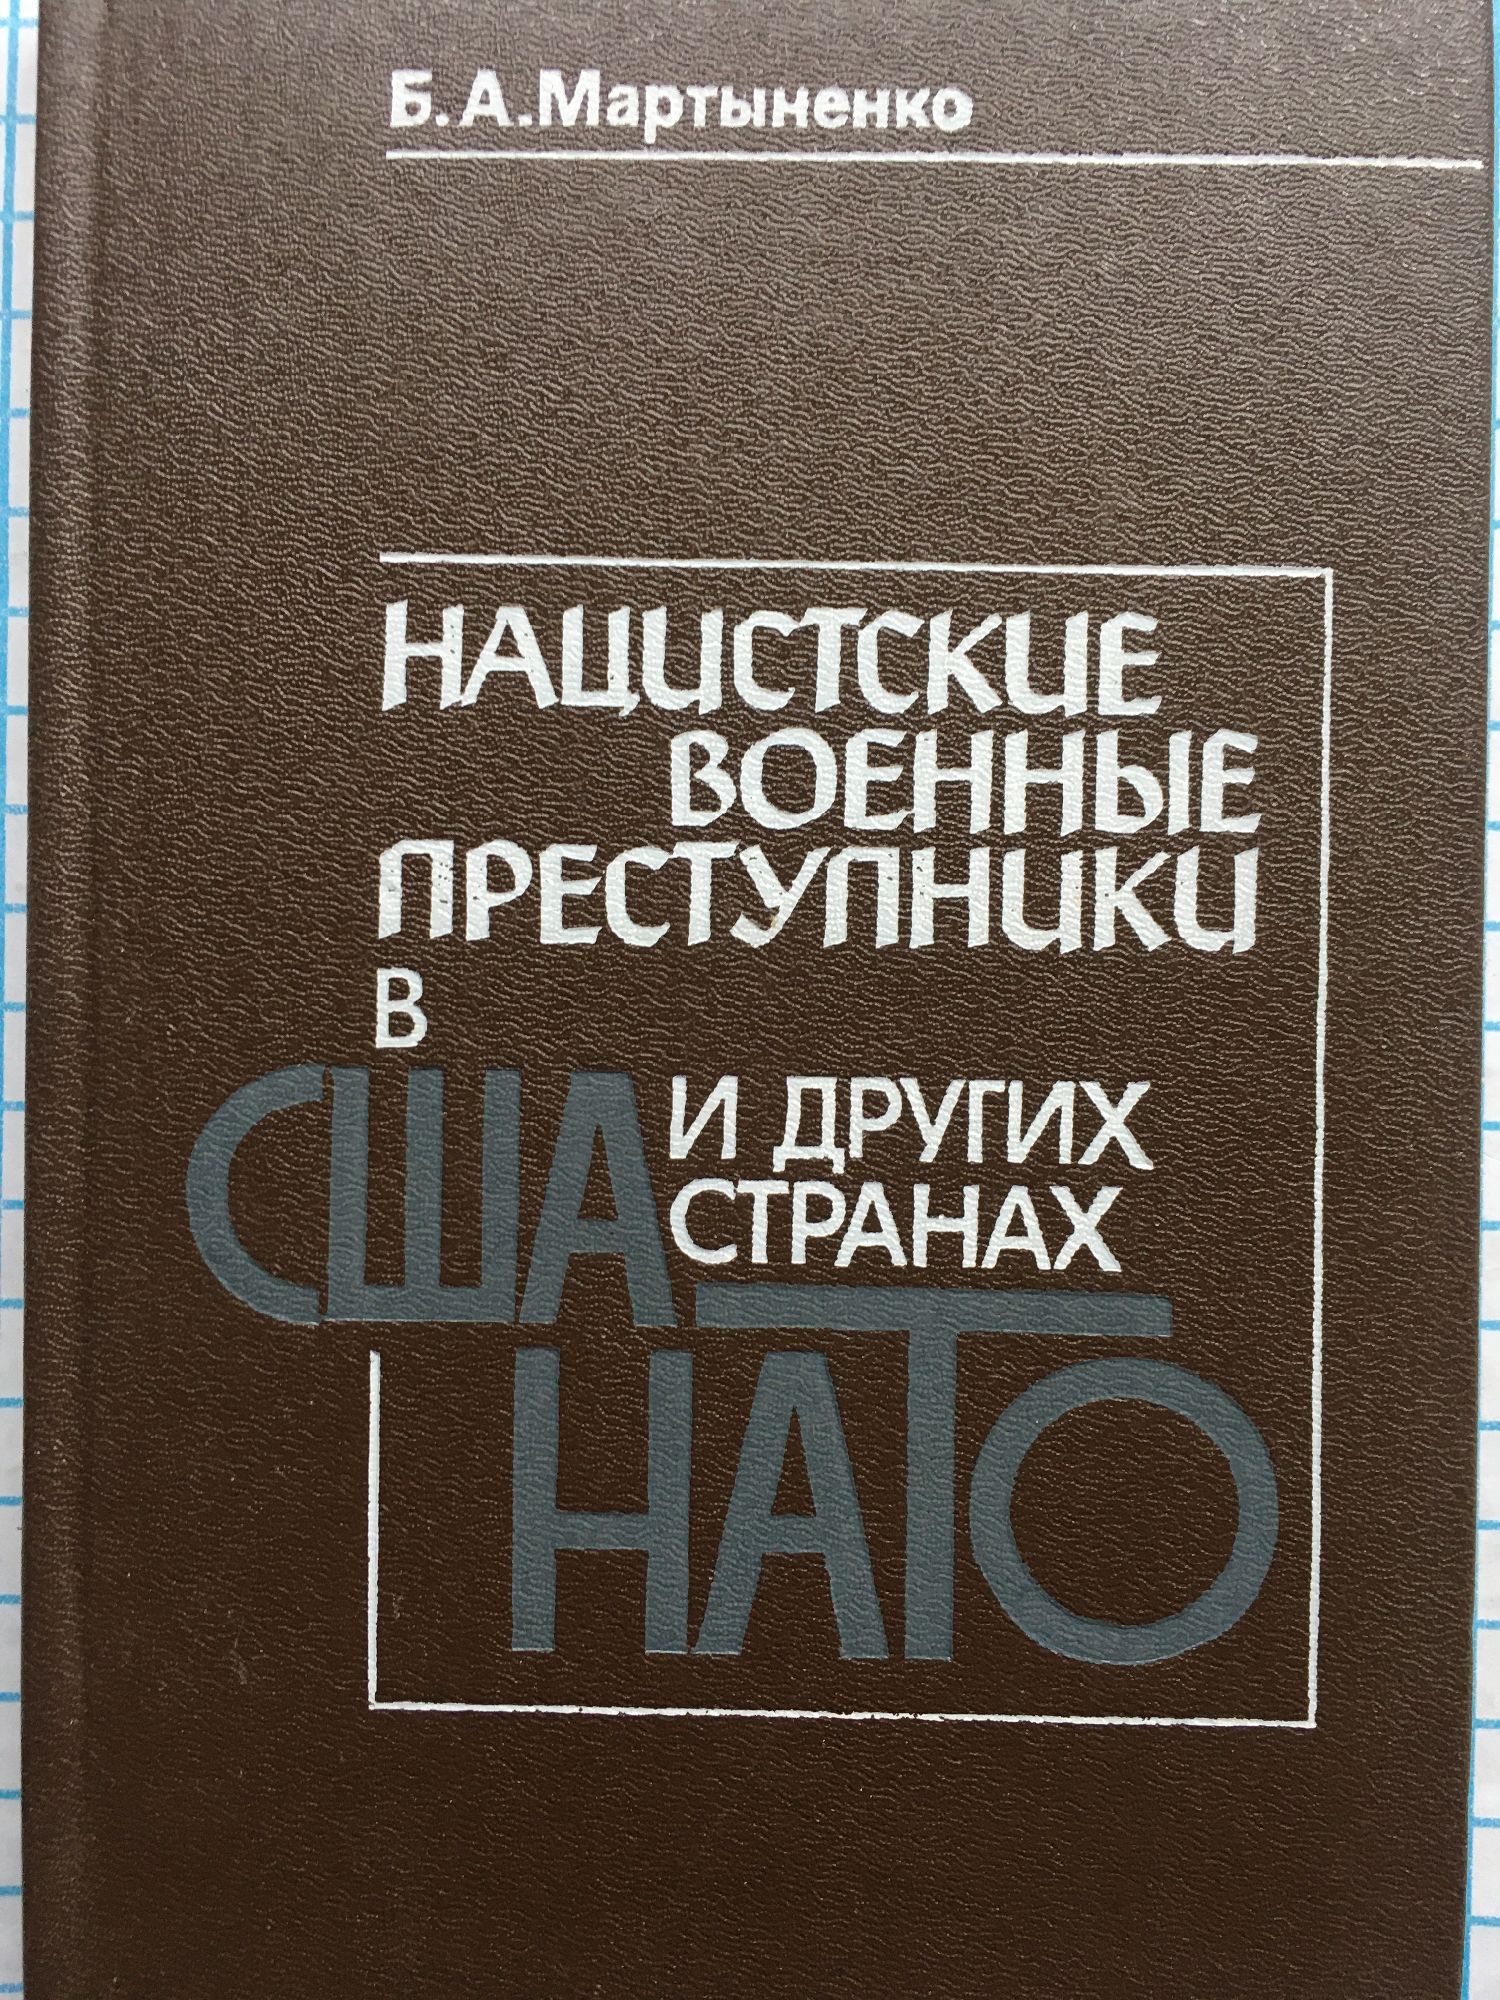 Б.А.Мартыненко
НАЦИСТСКИЕ
ВОЕННЫЕ
ПРЕСТУПНИКИ
В
США И ДРУГИХ
СТРАНАХ
НАТО